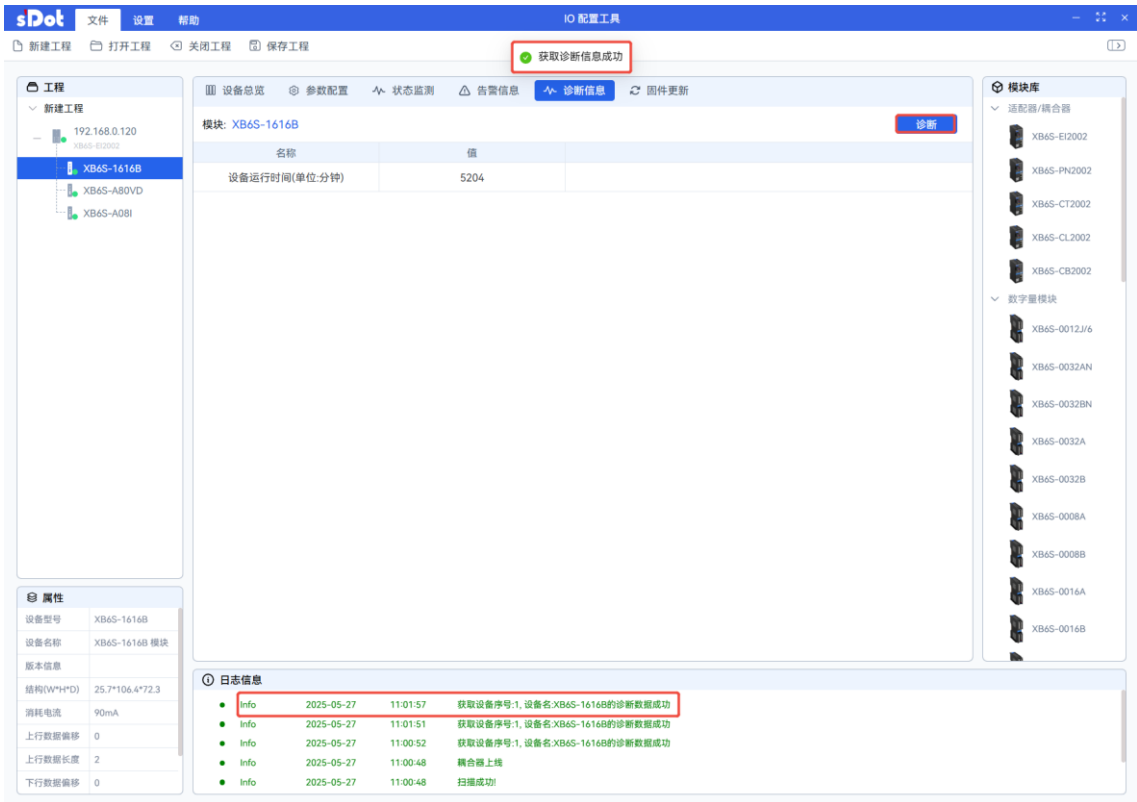 sDot 文件 设置 帮助 IO 配置工具
新建工程 打开工程 关闭工程 保存工程
获取诊断信息成功
工程
新建工程
192.168.0.120
XB6S-EI2002
XB6S-1616B
XB6S-A80VD
XB6S-A08I
设备总览 参数配置 状态监测 告警信息 诊断信息 固件更新
模块: XB6S-1616B 诊断
名称 值
设备运行时间(单位:分钟) 5204
模块库
适配器/耦合器
XB6S-EI2002
XB6S-PN2002
XB6S-CT2002
XB6S-CL2002
XB6S-CB2002
数字量模块
XB6S-0012J/6
XB6S-0032AN
XB6S-0032BN
XB6S-0032A
XB6S-0032B
XB6S-0008A
XB6S-0008B
XB6S-0016A
XB6S-0016B
属性
设备型号 XB6S-1616B
设备名称 XB6S-1616B 模块
版本信息
结构(W*H*D) 25.7*106.4*72.3
消耗电流 90mA
上行数据偏移 0
上行数据长度 2
下行数据偏移 0
日志信息
Info 2025-05-27 11:01:57 获取设备序号:1, 设备名:XB6S-1616B的诊断数据成功
Info 2025-05-27 11:01:51 获取设备序号:1, 设备名:XB6S-1616B的诊断数据成功
Info 2025-05-27 11:00:52 获取设备序号:1, 设备名:XB6S-1616B的诊断数据成功
Info 2025-05-27 11:00:48 耦合器上线
Info 2025-05-27 11:00:48 扫描成功!